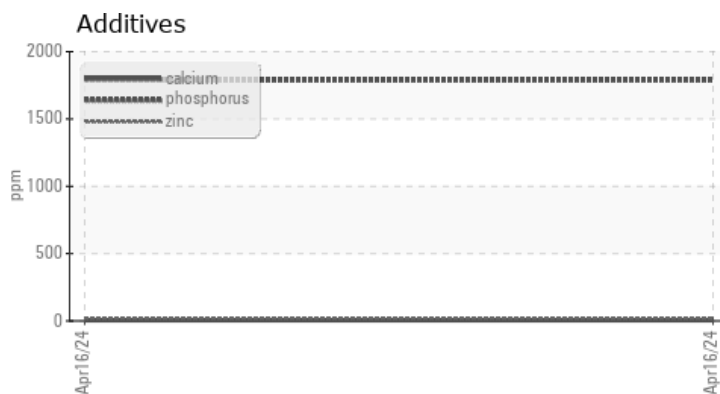 Additives
2000
calcium
phosphorus
1500
zinc
ppm
1000
500
0
Apr16/24
Apr16/24